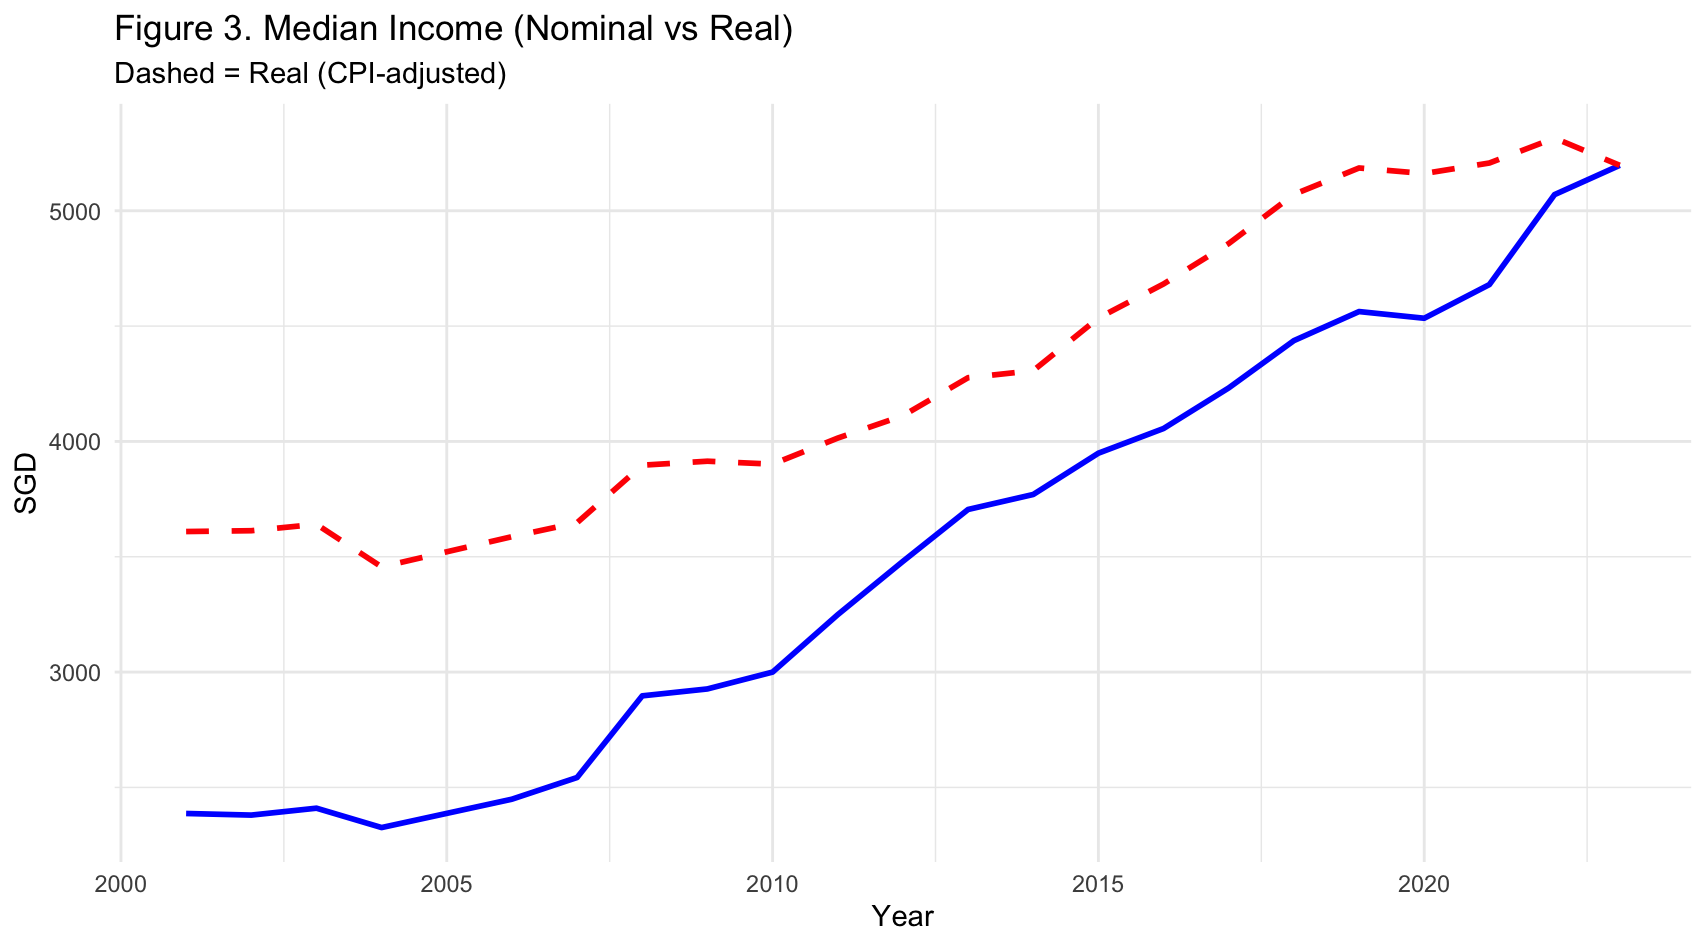 Figure 3. Median Income (Nominal vs Real)
Dashed = Real (CPI-adjusted)
5000
4000
3000
SGD
2000
2005
2010
2015
2020
Year